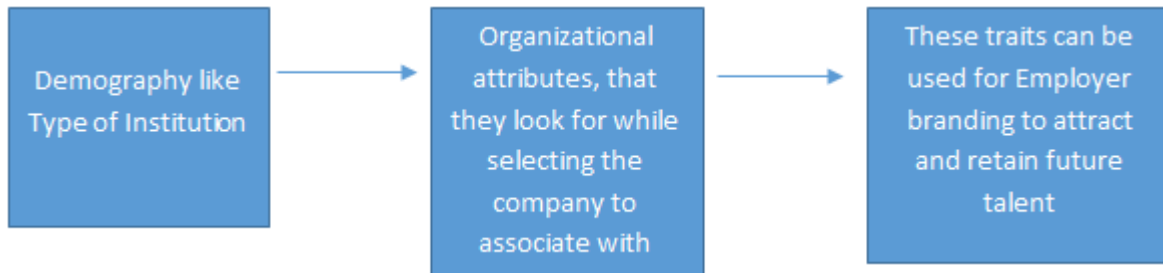 Demography like
Type of Institution
Organizational
attributes, that
they look for while
selecting the
company to
associate with
These traits can be
used for Employer
branding to attract
and retain future
talent